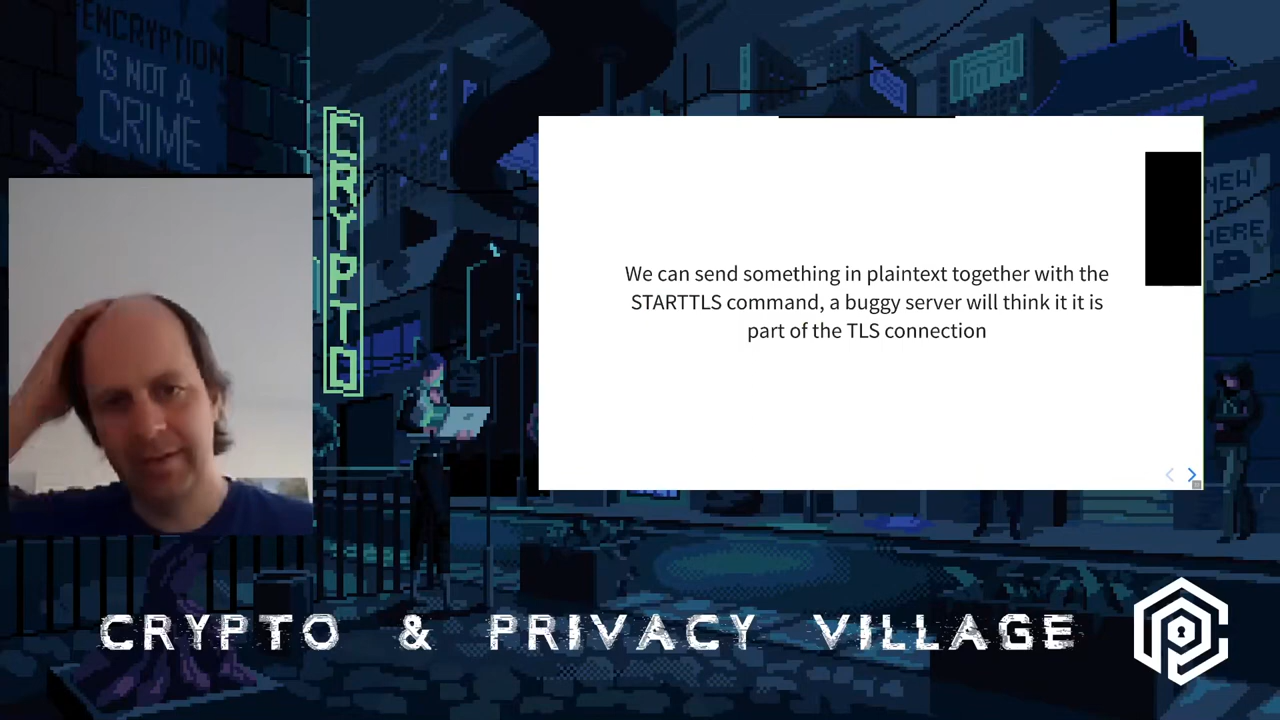 ENCRYPTION
IS NOT A
CRIME
CRYPTO
We can send something in plaintext together with the
STARTTLS command, a buggy server will think it it is
part of the TLS connection
NEW
TO
HERE
CRYPTO & PRIVACY VILLAGE